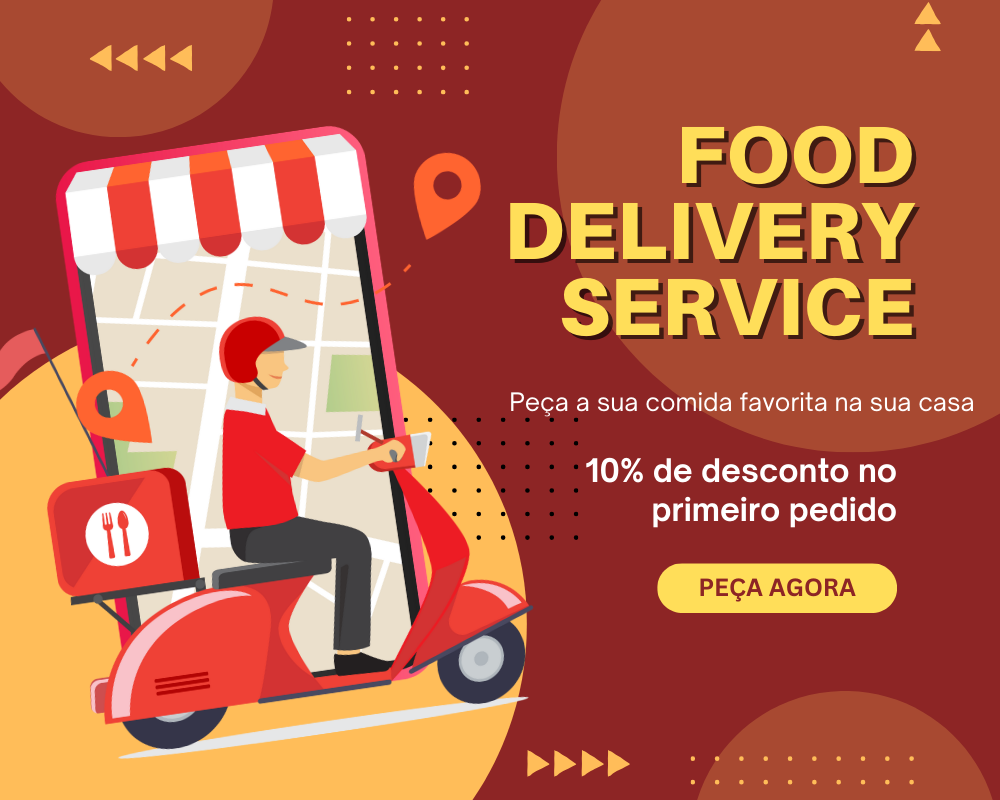 FOOD
DELIVERY
SERVICE
Peça a sua comida favorita na sua casa
10% de desconto no
primeiro pedido
PEÇA AGORA